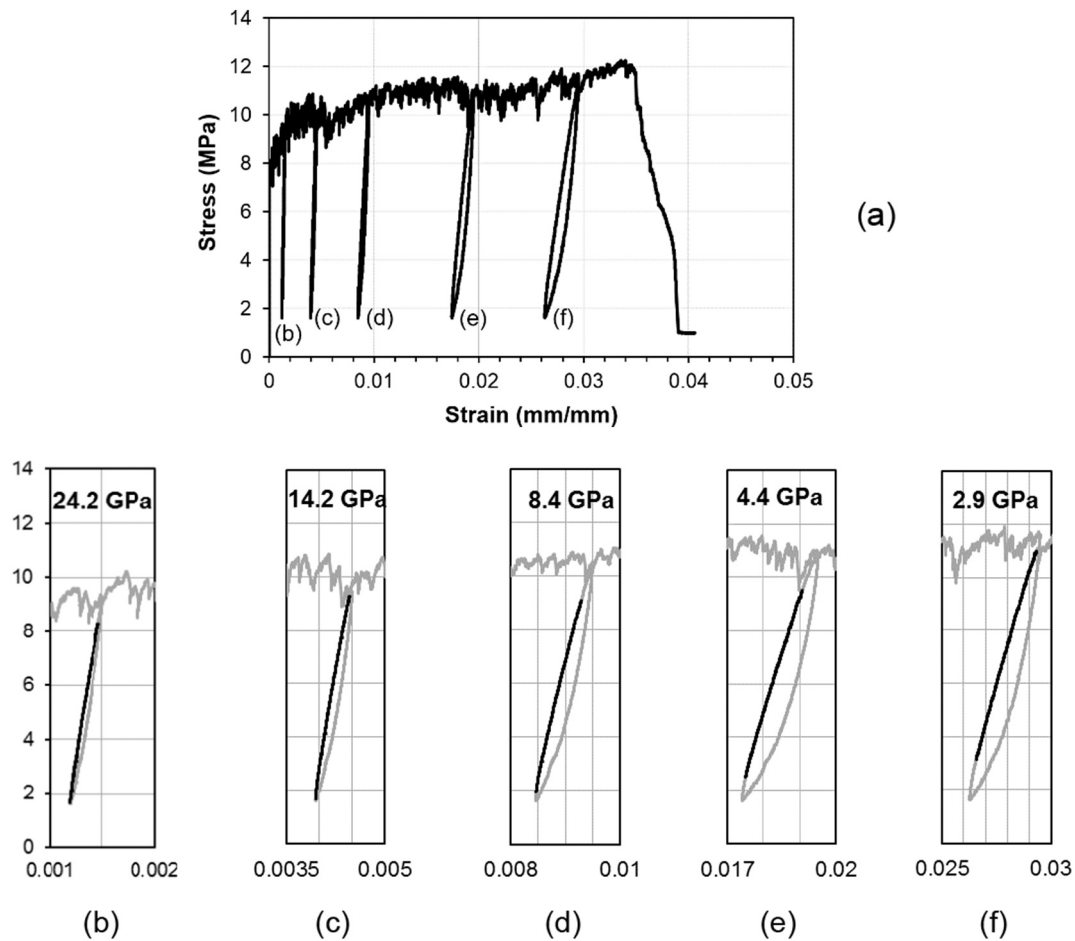 14
12
10
8
6
4
2
0
Stress (MPa)
(b)
(c)
(d)
(e)
(f)
0
0.01
0.02
0.03
0.04
0.05
Strain (mm/mm)
(a)
14
12
10
8
6
4
2
0
24.2 GPa
0.001
0.002
(b)
14.2 GPa
0.0035
0.005
(c)
8.4 GPa
0.008
0.01
(d)
4.4 GPa
0.017
0.02
(e)
2.9 GPa
0.025
0.03
(f)